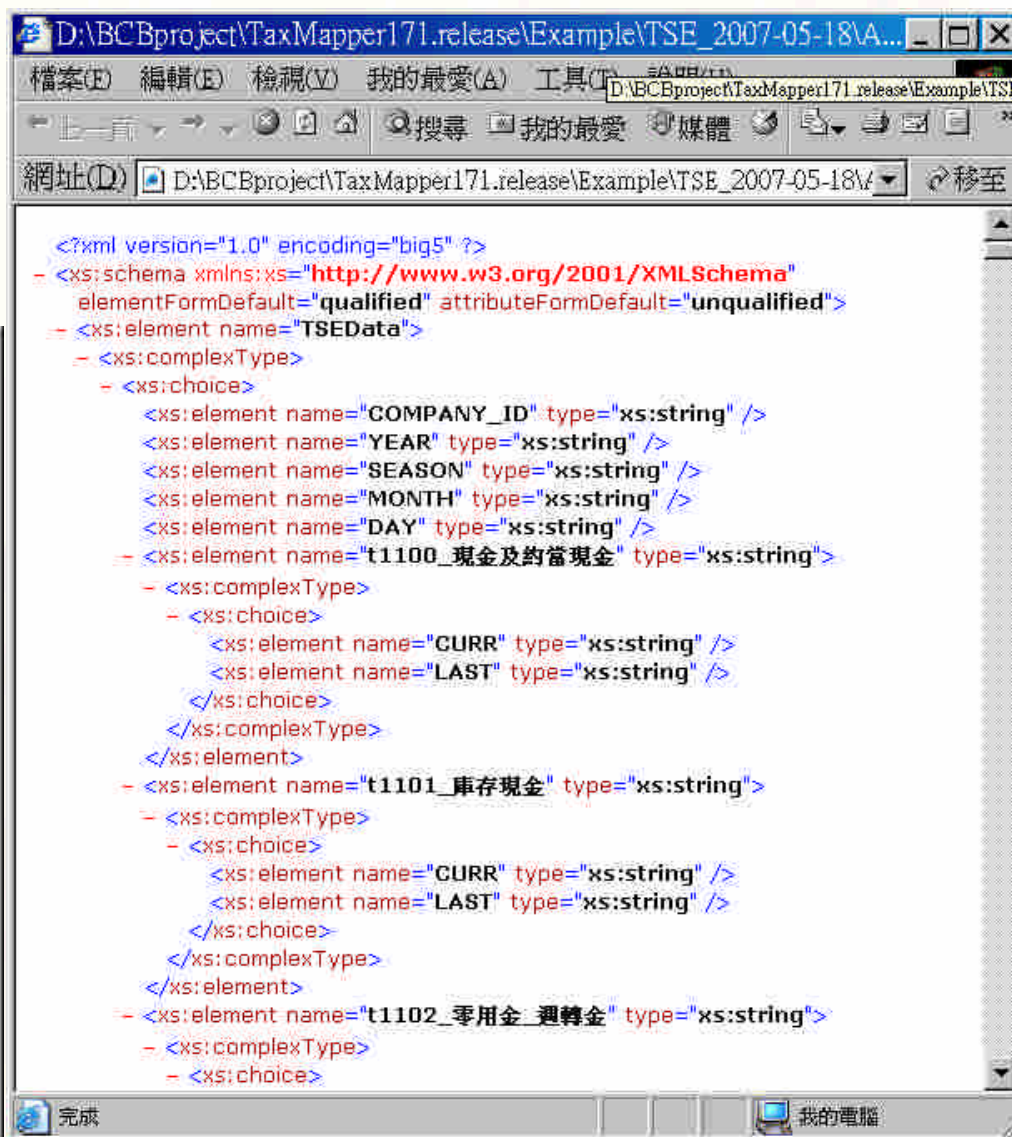 D:\BCBproject\TaxMapper171.release\Example\TSE_2007-05-18\A...
檔案(F) 編輯(E) 檢視(V) 我的最愛(A) 工具(T)
D:\BCBproject\TaxMapper171.release\Example\TSE
上一頁 搜尋 我的最愛 媒體
網址(D) D:\BCBproject\TaxMapper171.release\Example\TSE_2007-05-18\ 移至
<?xml version="1.0" encoding="big5" ?>
- <xs:schema xmlns:xs="http://www.w3.org/2001/XMLSchema"
elementFormDefault="qualified" attributeFormDefault="unqualified">
- <xs:element name="TSEData">
- <xs:complexType>
- <xs:choice>
<xs:element name="COMPANY_ID" type="xs:string" />
<xs:element name="YEAR" type="xs:string" />
<xs:element name="SEASON" type="xs:string" />
<xs:element name="MONTH" type="xs:string" />
<xs:element name="DAY" type="xs:string" />
- <xs:element name="t1100_現金及約當現金" type="xs:string">
- <xs:complexType>
- <xs:choice>
<xs:element name="CURR" type="xs:string" />
<xs:element name="LAST" type="xs:string" />
</xs:choice>
</xs:complexType>
</xs:element>
- <xs:element name="t1101_庫存現金" type="xs:string">
- <xs:complexType>
- <xs:choice>
<xs:element name="CURR" type="xs:string" />
<xs:element name="LAST" type="xs:string" />
</xs:choice>
</xs:complexType>
</xs:element>
- <xs:element name="t1102_零用金_週轉金" type="xs:string">
- <xs:complexType>
- <xs:choice>
完成 我的電腦